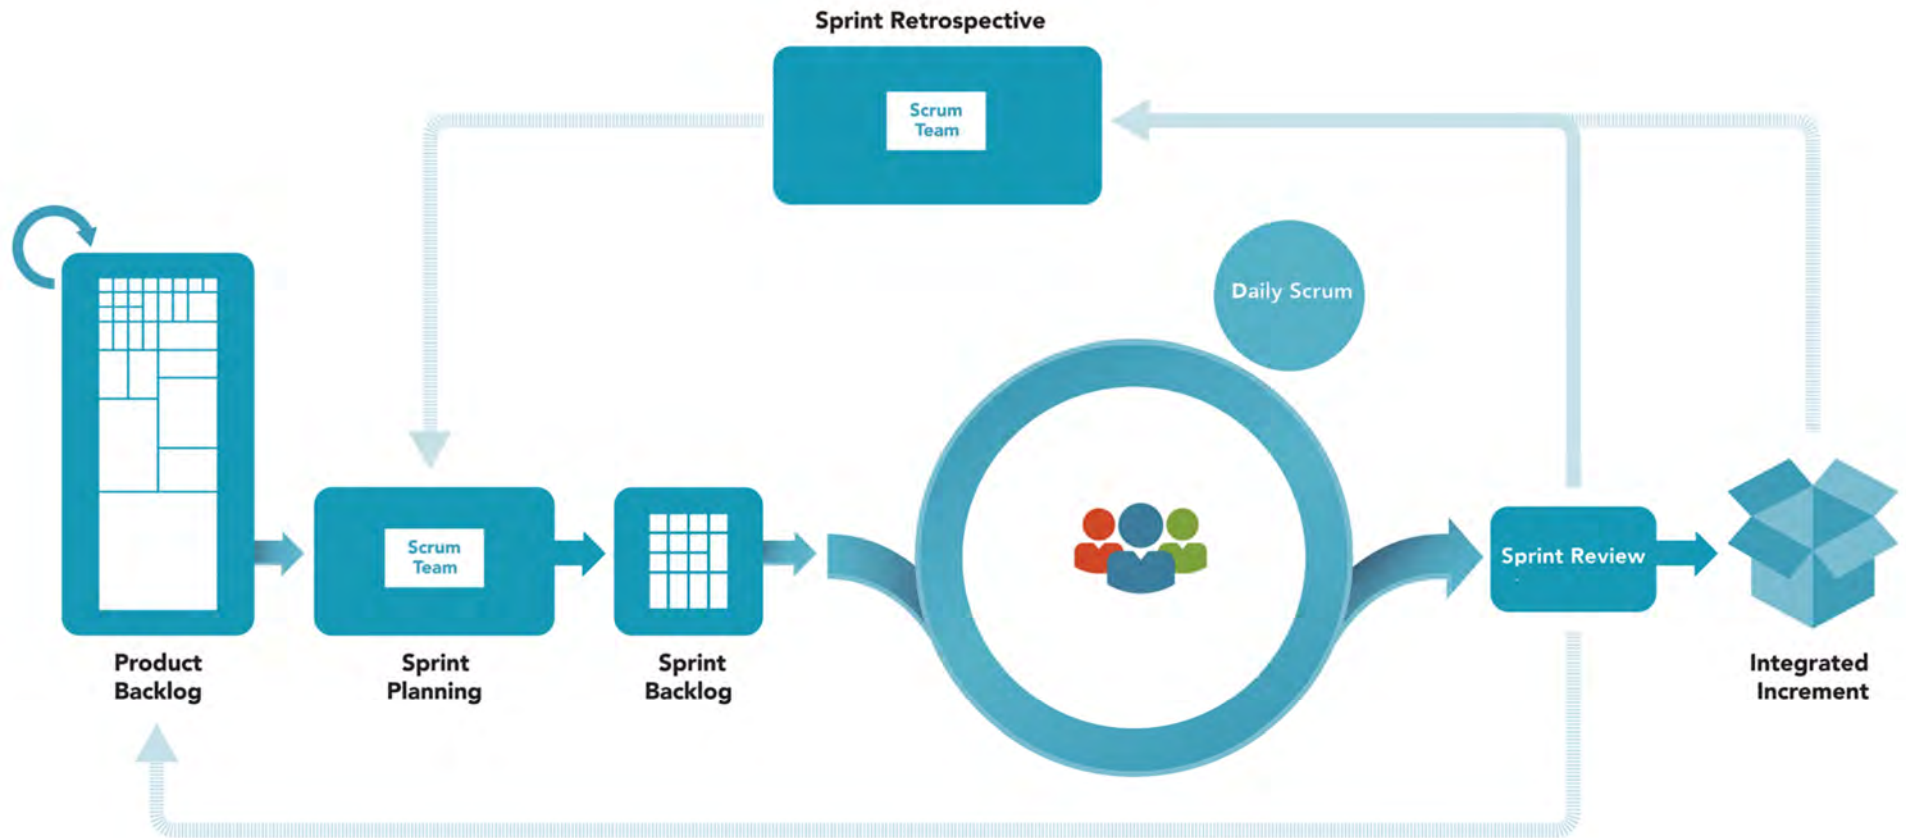 Sprint Retrospective
Scrum
Team
Daily Scrum
Scrum
Team
Sprint Review
Product
Backlog
Sprint
Planning
Sprint
Backlog
Integrated
Increment